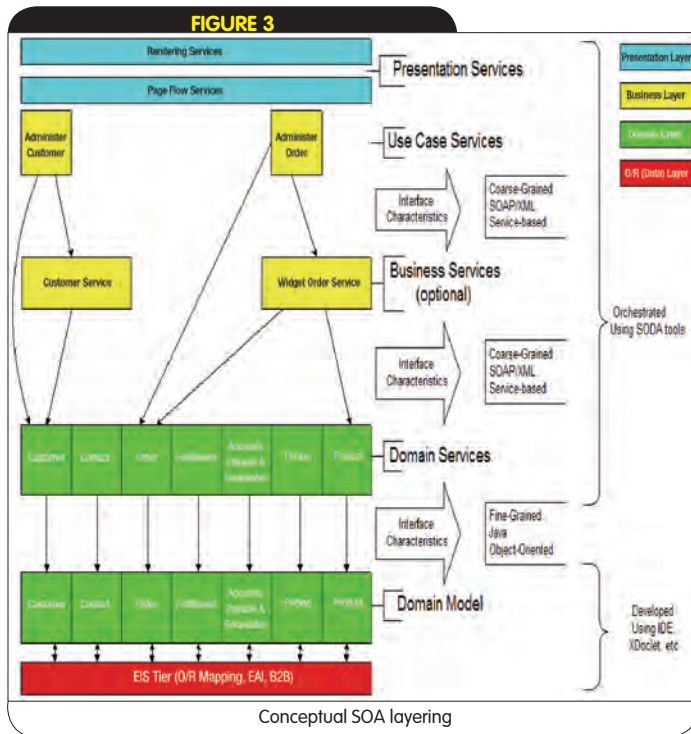 FIGURE 3
Rendering Services
Page Flow Services
Presentation Services
Presentation Layer
Business Layer
Domain Layer
O/R (Data) Layer
Administer
Customer
Administer
Order
Use Case Services
Interface
Characteristics
Coarse-Grained
SOAP/XML
Service-based
Customer Service
Widget Order Service
Business Services
(optional)
Orchestrated
Using SODA tools
Interface
Characteristics
Coarse-Grained
SOAP/XML
Service-based
Customer
Contact
Order
Fulfillment
Accounts
Payable &
Receivables
Pricing
Product
Domain Services
Interface
Characteristics
Fine-Grained
Java
Object-Oriented
Customer
Contact
Order
Fulfillment
Accounts
Payable &
Receivables
Pricing
Product
Domain Model
Developed
Using IDE,
XDoclet, etc
EIS Tier (O/R Mapping, EAI, B2B)
Conceptual SOA layering